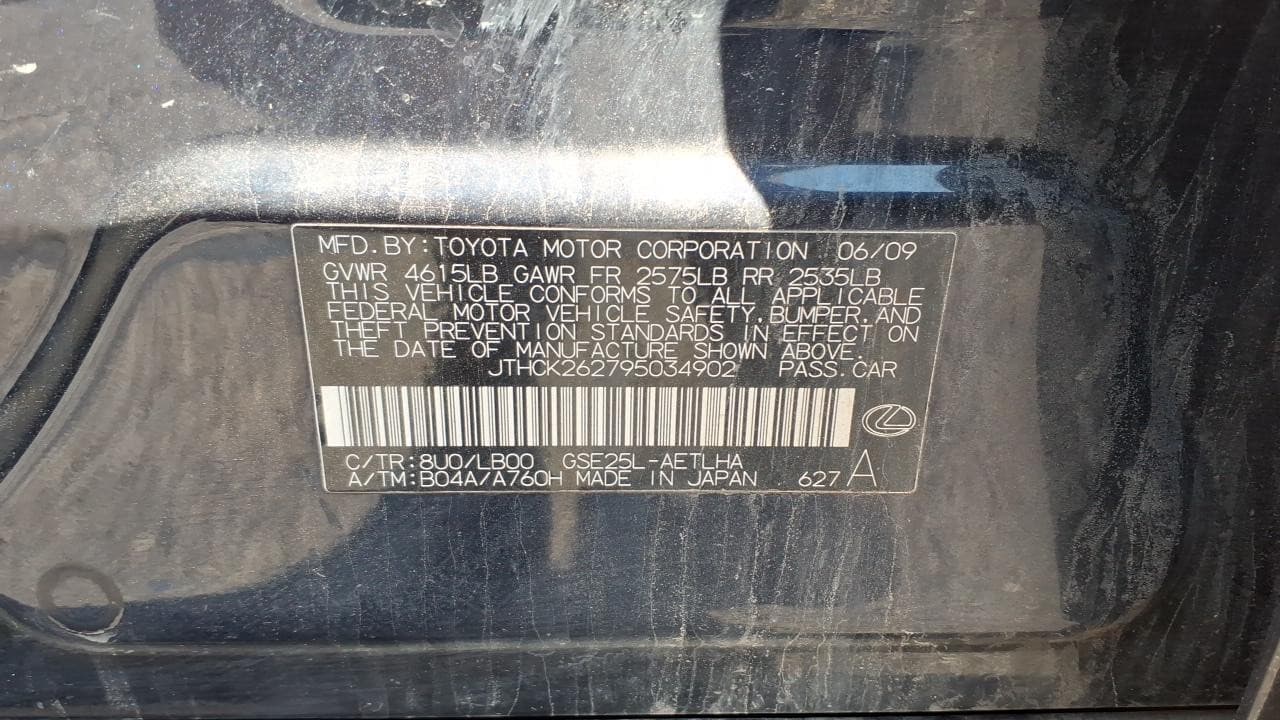 MFD. BY: TOYOTA MOTOR CORPORATION 06/09
GVWR 4615LB GAWR FR 2575LB RR 2535LB
THIS VEHICLE CONFORMS TO ALL APPLICABLE
FEDERAL MOTOR VEHICLE SAFETY, BUMPER, AND
THEFT PREVENTION STANDARDS IN EFFECT ON
THE DATE OF MANUFACTURE SHOWN ABOVE.
JTHCK262795034902 PASS. CAR
C/TR: 8U0/LB00 GSE25L-AETLHA
A/TM: B04A/A760H MADE IN JAPAN 627 A